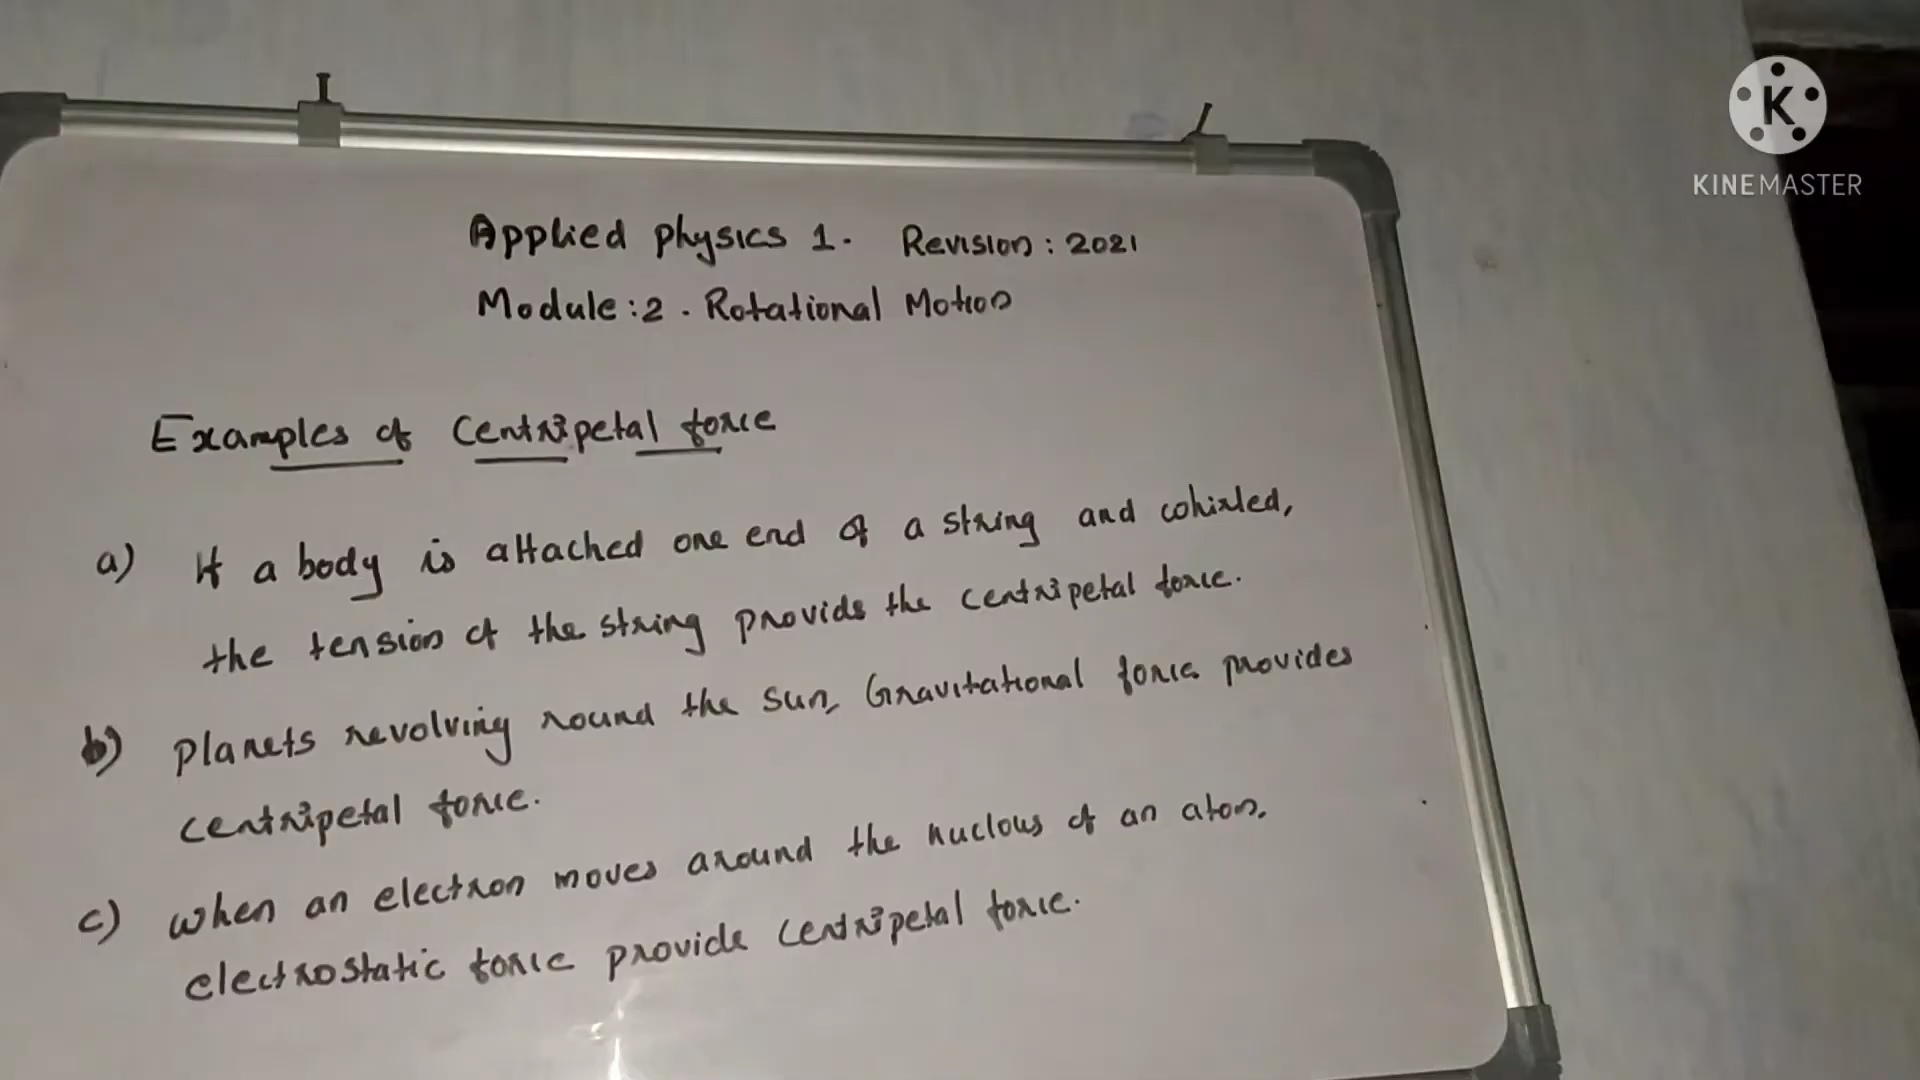 Applied physics 1. Revision : 2021
Module : 2 . Rotational Motion
Examples of Centripetal force
a) If a body is attached one end of a string and whirled,
the tension of the string provids the centripetal force.
b) planets revolving round the sun, Gravitational force provides
centripetal force.
c) when an electron moves around the nuclous of an atom,
electrostatic force provide centripetal force.
K
KINEMASTER